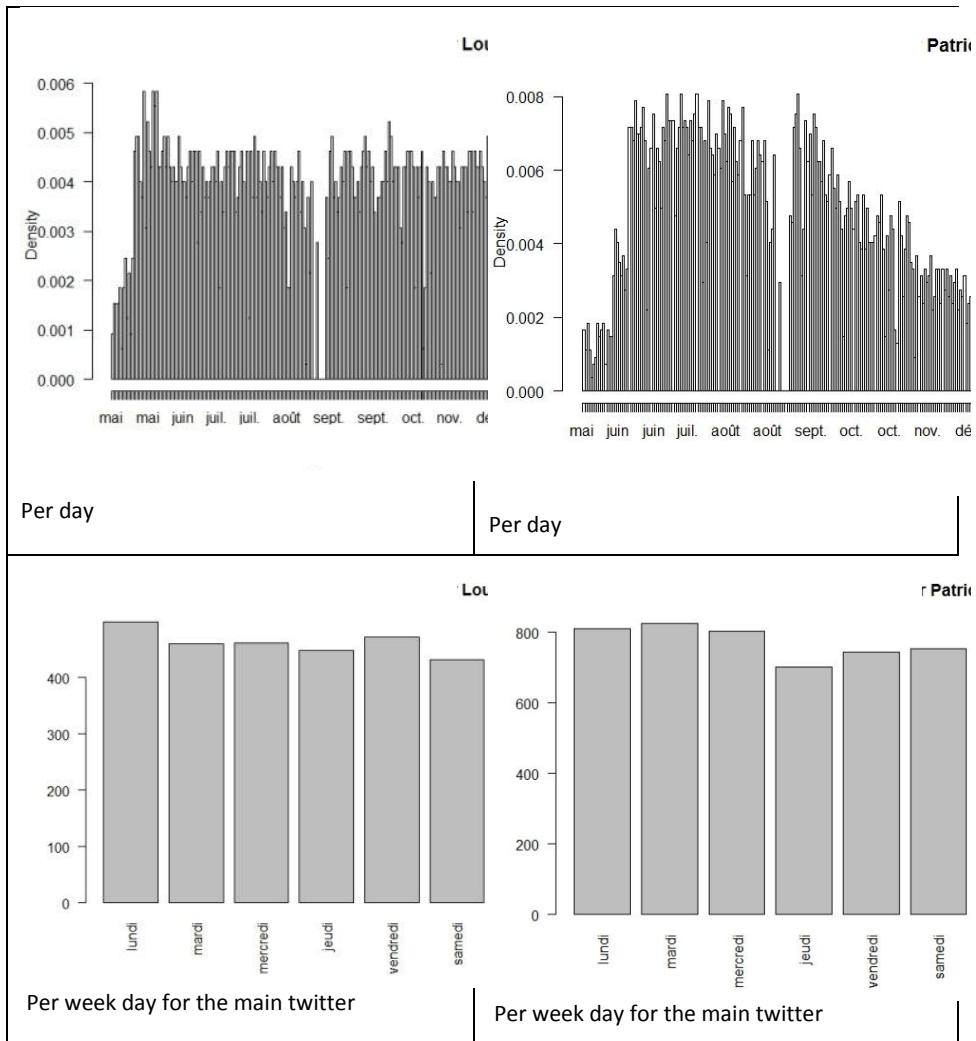 Lou
0.006
0.005
0.004
0.003
0.002
0.001
0.000
Density
mai mai juin juil. juil. août sept. sept. oct. nov. dé
Per day
Patric
0.008
0.006
0.004
0.002
0.000
Density
mai juin juin juil. août août sept. oct. oct. nov. dé
Per day
Lou
400
300
200
100
0
lundi mardi mercredi jeudi vendredi samedi
Per week day for the main twitter
r Patric
800
600
400
200
0
lundi mardi mercredi jeudi vendredi samedi
Per week day for the main twitter